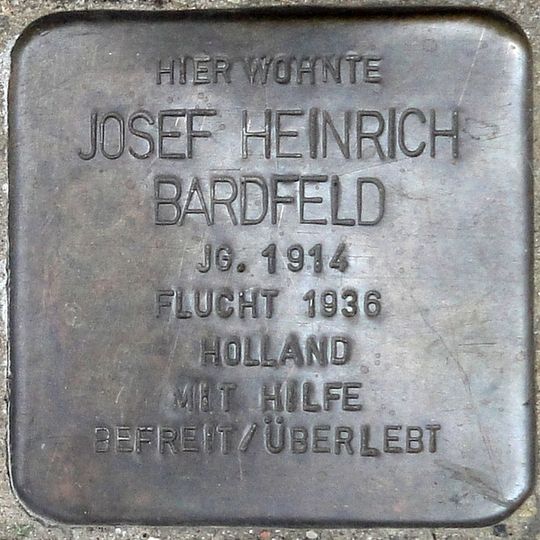 HIER WOHNTE
JOSEF HEINRICH
BARDFELD
JG. 1914
FLUCHT 1936
HOLLAND
MIT HILFE
BEFREIT/ÜBERLEBT